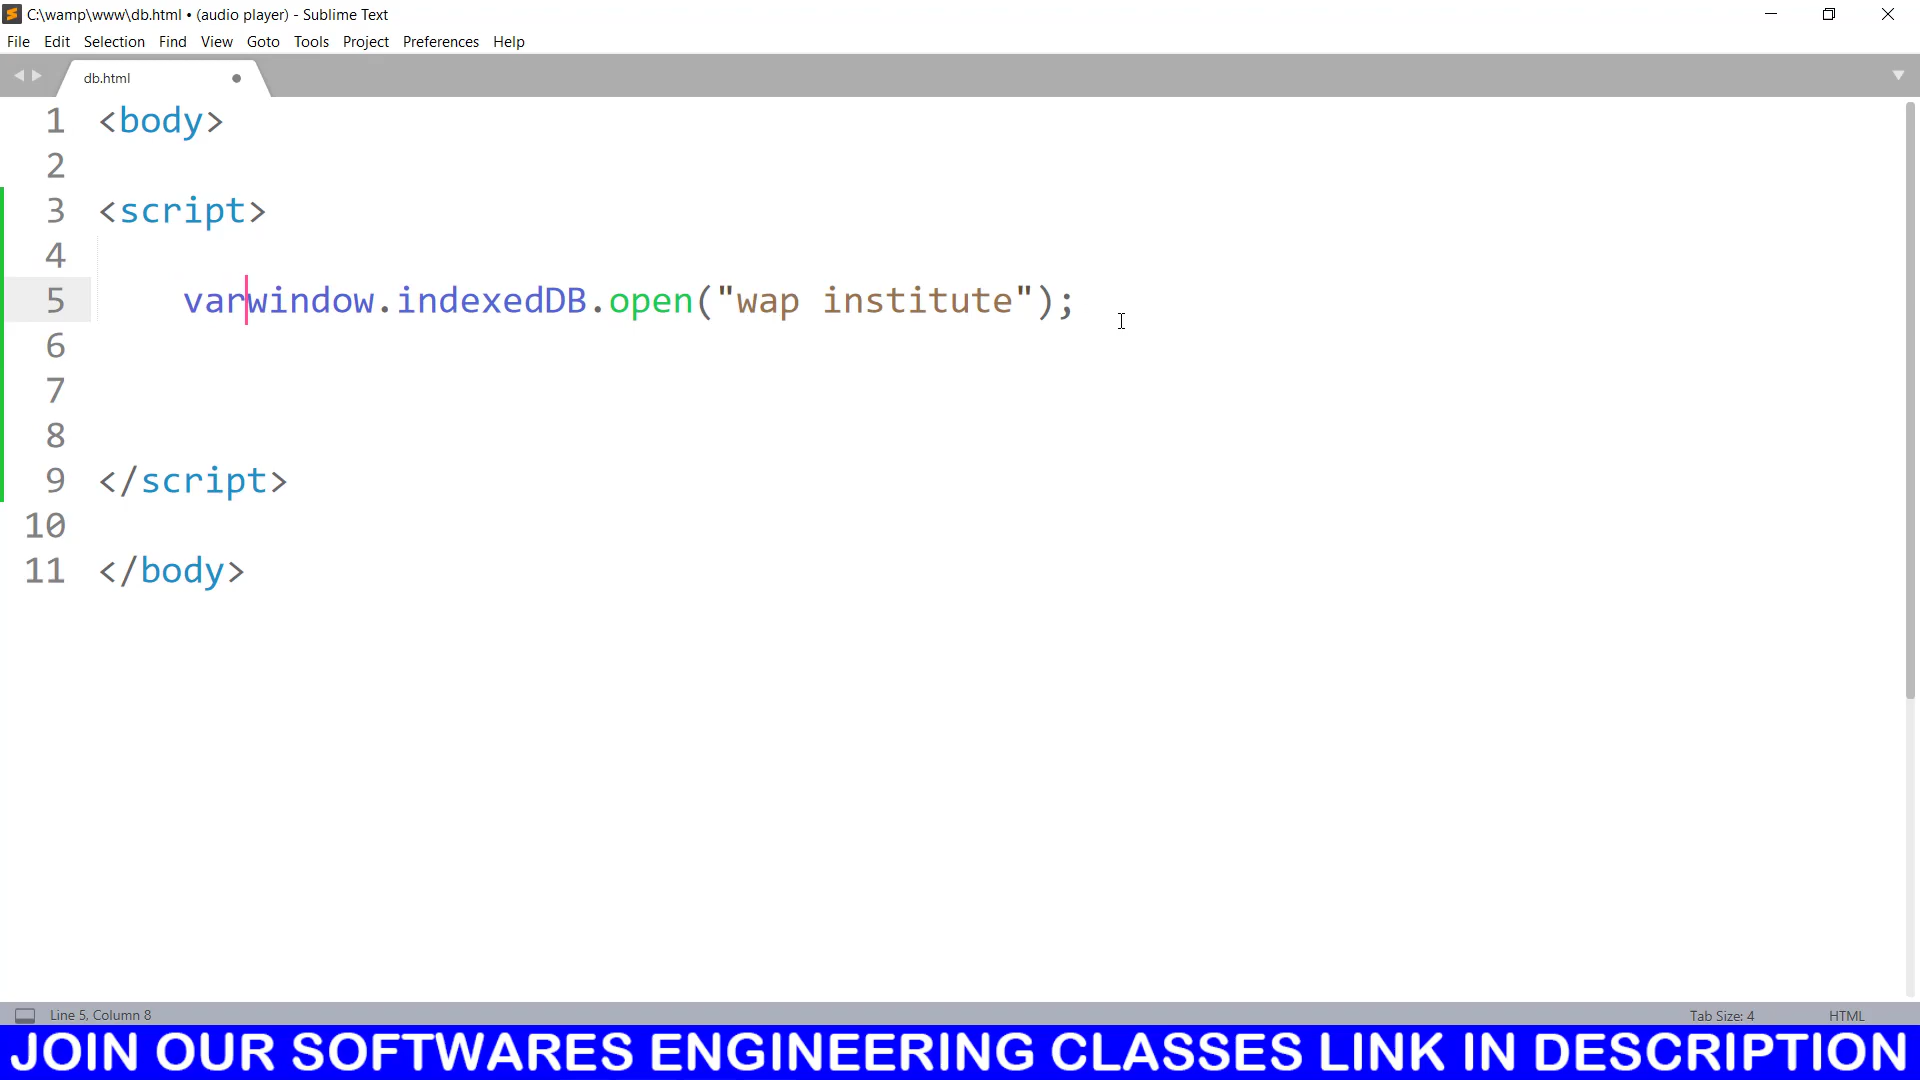 C:\wamp\www\db.html • (audio player) - Sublime Text
File Edit Selection Find View Goto Tools Project Preferences Help
db.html
1 <body>
2
3 <script>
4
5 varwindow.indexedDB.open("wap institute");
6
7
8
9 </script>
10
11 </body>
Line 5, Column 8 Tab Size: 4 HTML
JOIN OUR SOFTWARES ENGINEERING CLASSES LINK IN DESCRIPTION